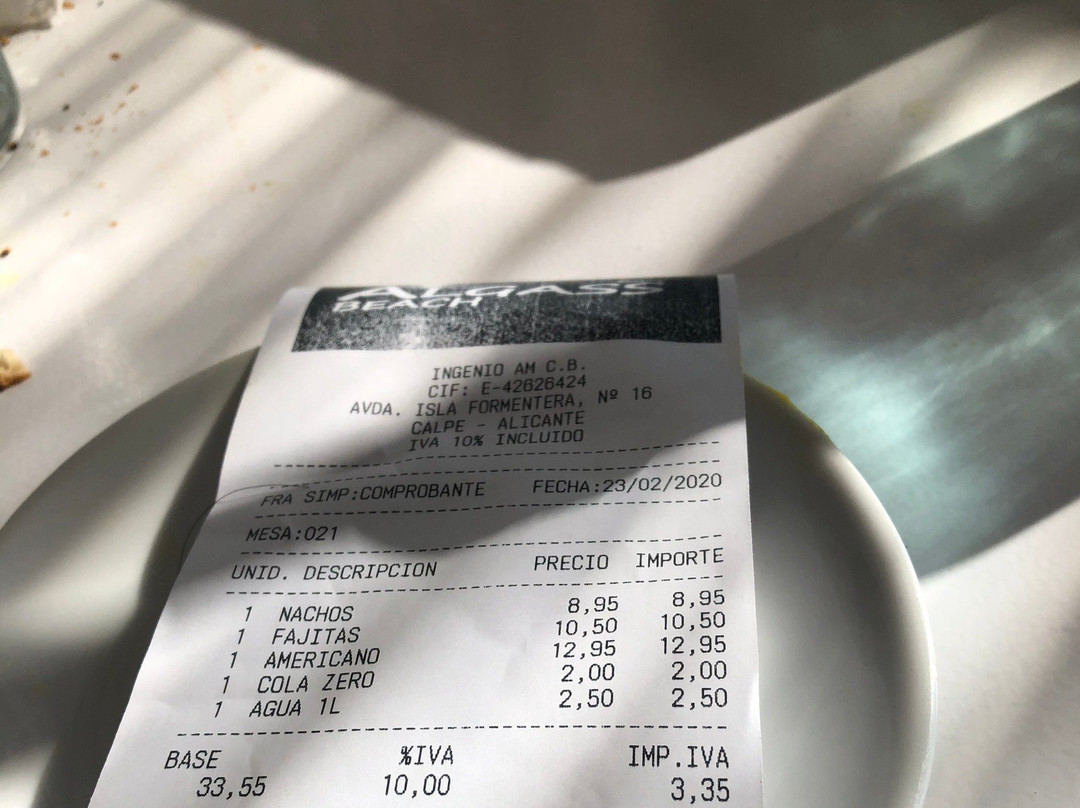 ALGASS
BEACH
INGENIO AM C.B.
CIF: E-42626424
AVDA. ISLA FORMENTERA, Nº 16
CALPE - ALICANTE
IVA 10% INCLUIDO
FRA SIMP:COMPROBANTE FECHA:23/02/2020
MESA:021
UNID. DESCRIPCION PRECIO IMPORTE
1 NACHOS 8,95 8,95
1 FAJITAS 10,50 10,50
1 AMERICANO 12,95 12,95
1 COLA ZERO 2,00 2,00
1 AGUA 1L 2,50 2,50
BASE %IVA IMP.IVA
33,55 10,00 3,35